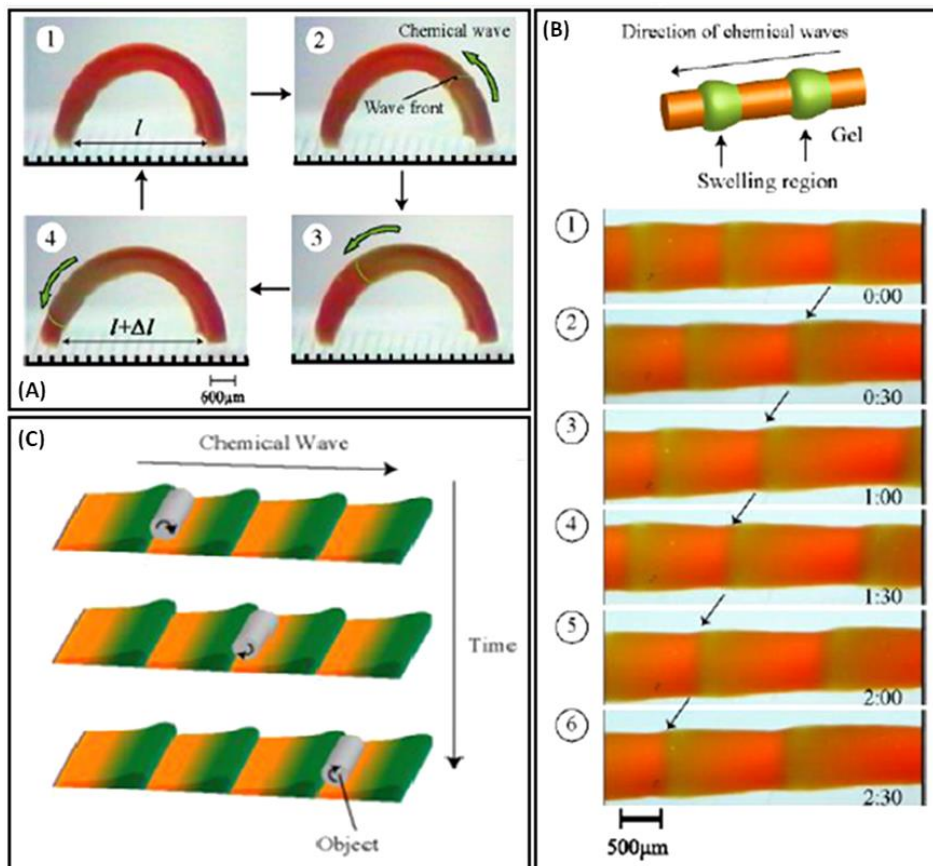 1
2
Chemical wave
Wave front
l
4
3
l+Δl
600μm
(A)
(B)
Direction of chemical waves
Gel
Swelling region
1
0:00
2
0:30
3
1:00
4
1:30
5
2:00
6
2:30
500μm
(C)
Chemical Wave
Time
Object